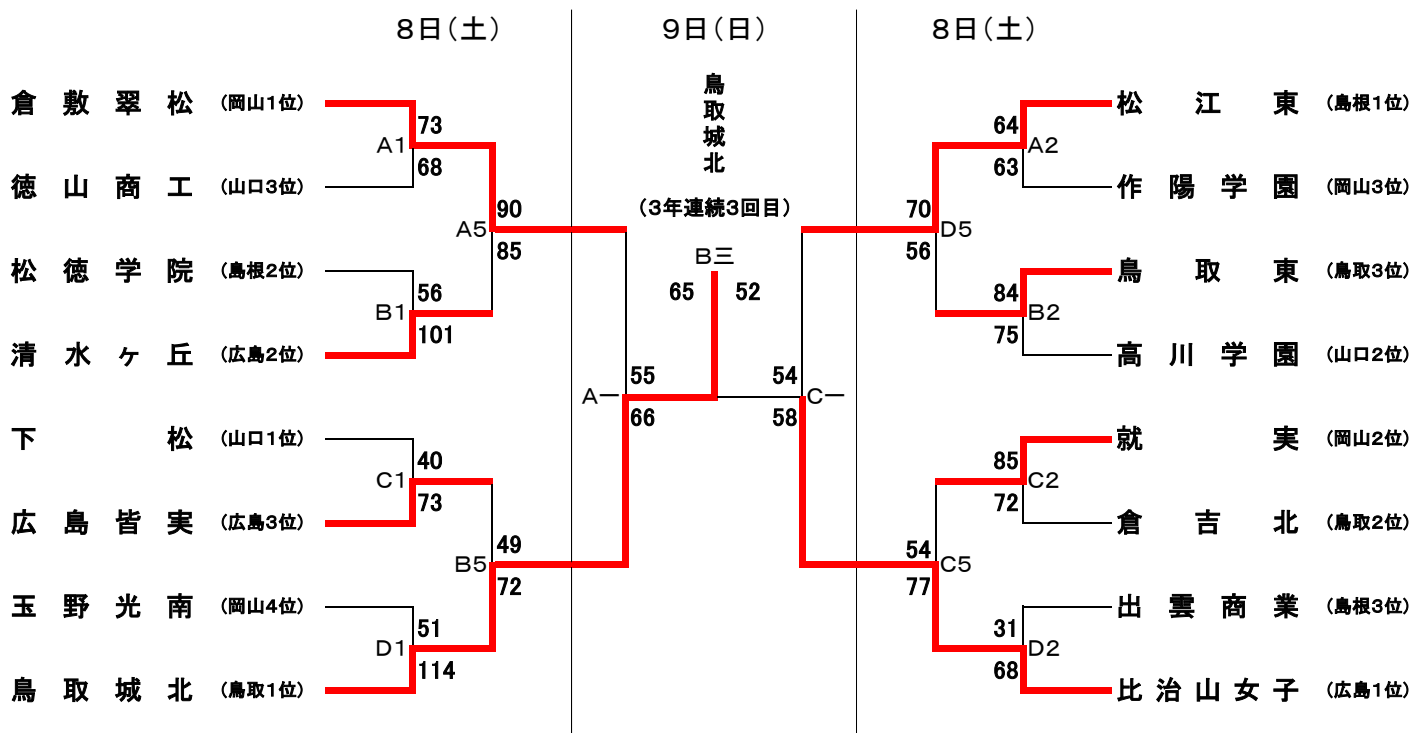 8日(土)
9日(日)
8日(土)
鳥取城北
(3年連続3回目)
倉敷翠松 (岡山1位)
徳山商工 (山口3位)
松徳学院 (島根2位)
清水ヶ丘 (広島2位)
下松 (山口1位)
広島皆実 (広島3位)
玉野光南 (岡山4位)
鳥取城北 (鳥取1位)
73
A1
68
56
B1
101
40
C1
73
51
D1
114
90
A5
85
49
B5
72
55
A一
66
B三
65 52
54
C一
58
70
D5
56
54
C5
77
64
A2
63
84
B2
75
85
C2
72
31
D2
68
松江東 (島根1位)
作陽学園 (岡山3位)
鳥取東 (鳥取3位)
高川学園 (山口2位)
就実 (岡山2位)
倉吉北 (鳥取2位)
出雲商業 (島根3位)
比治山女子 (広島1位)